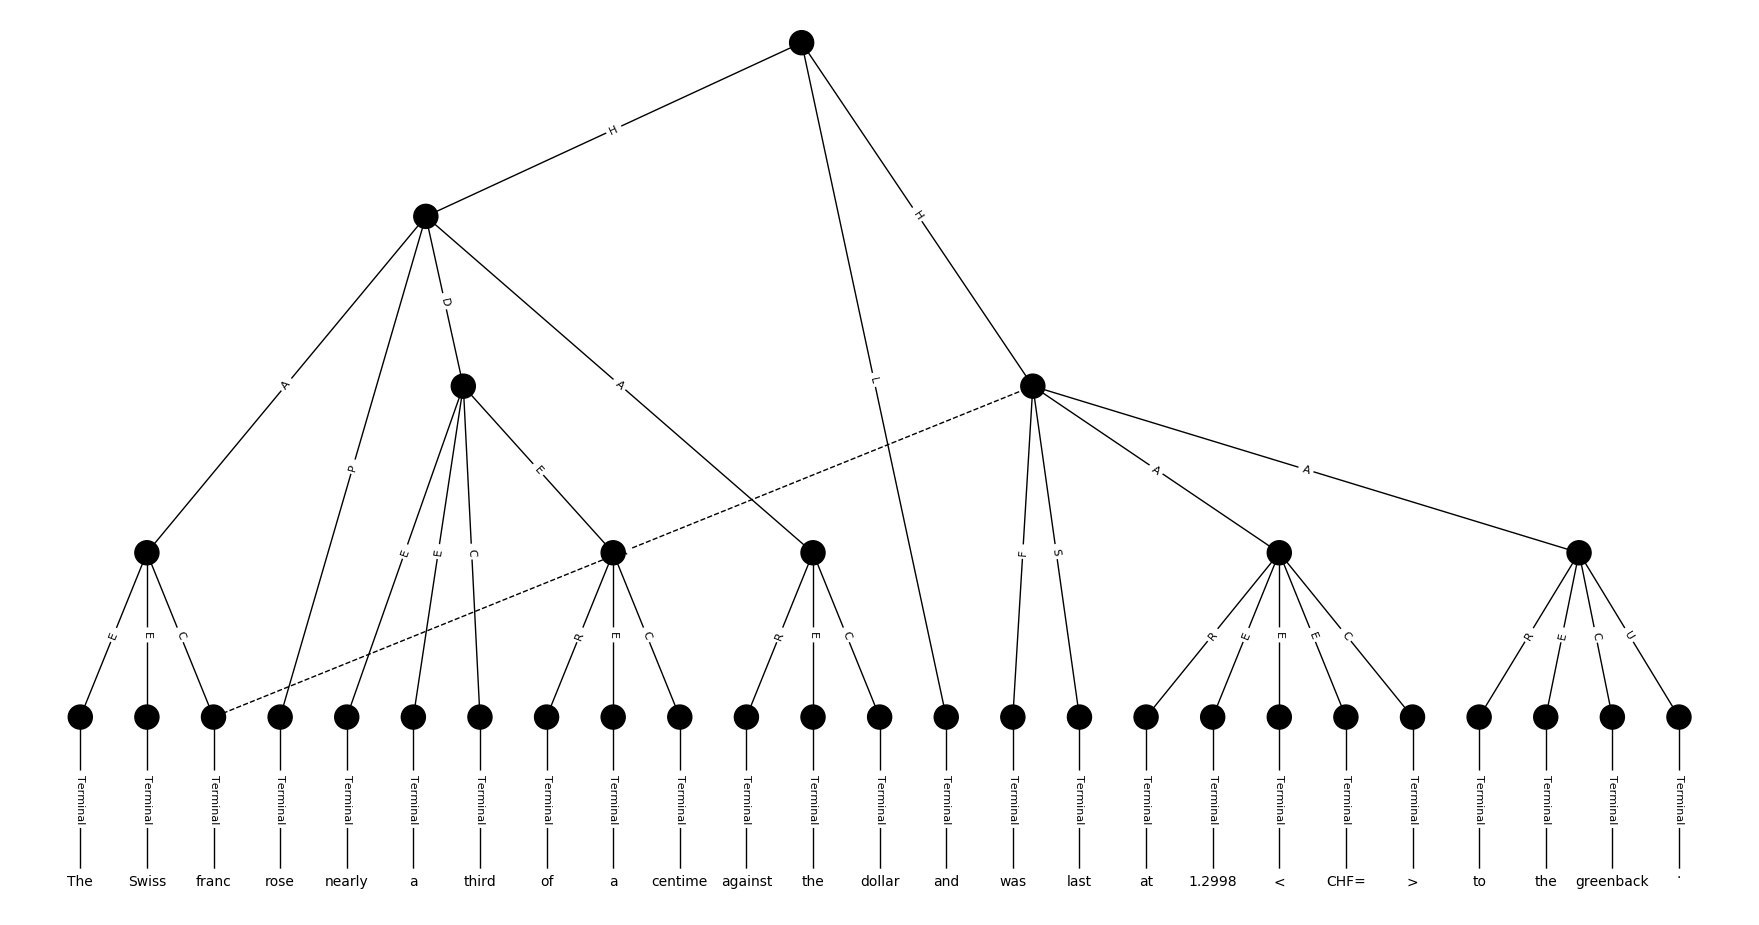 H
H
D
A
A
L
P
A
A
E
E
E
C
F
S
E
E
C
R
E
C
R
E
C
R
E
E
E
C
R
E
C
U
Terminal Terminal Terminal Terminal Terminal Terminal Terminal Terminal Terminal Terminal Terminal Terminal Terminal Terminal Terminal Terminal Terminal Terminal Terminal Terminal Terminal Terminal Terminal Terminal Terminal
The Swiss franc rose nearly a third of a centime against the dollar and was last at 1.2998 < CHF= > to the greenback .